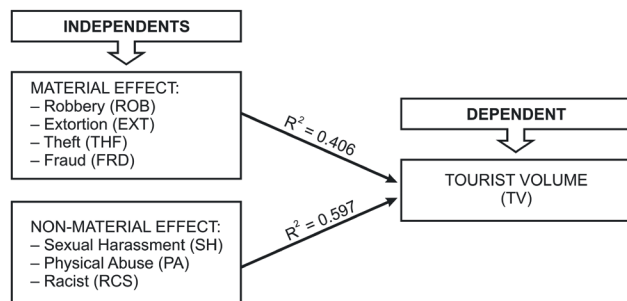 INDEPENDENTS
MATERIAL EFFECT:
– Robbery (ROB)
– Extortion (EXT)
– Theft (THF)
– Fraud (FRD)
R² = 0.406
DEPENDENT
TOURIST VOLUME
(TV)
NON-MATERIAL EFFECT:
– Sexual Harassment (SH)
– Physical Abuse (PA)
– Racist (RCS)
R² = 0.597